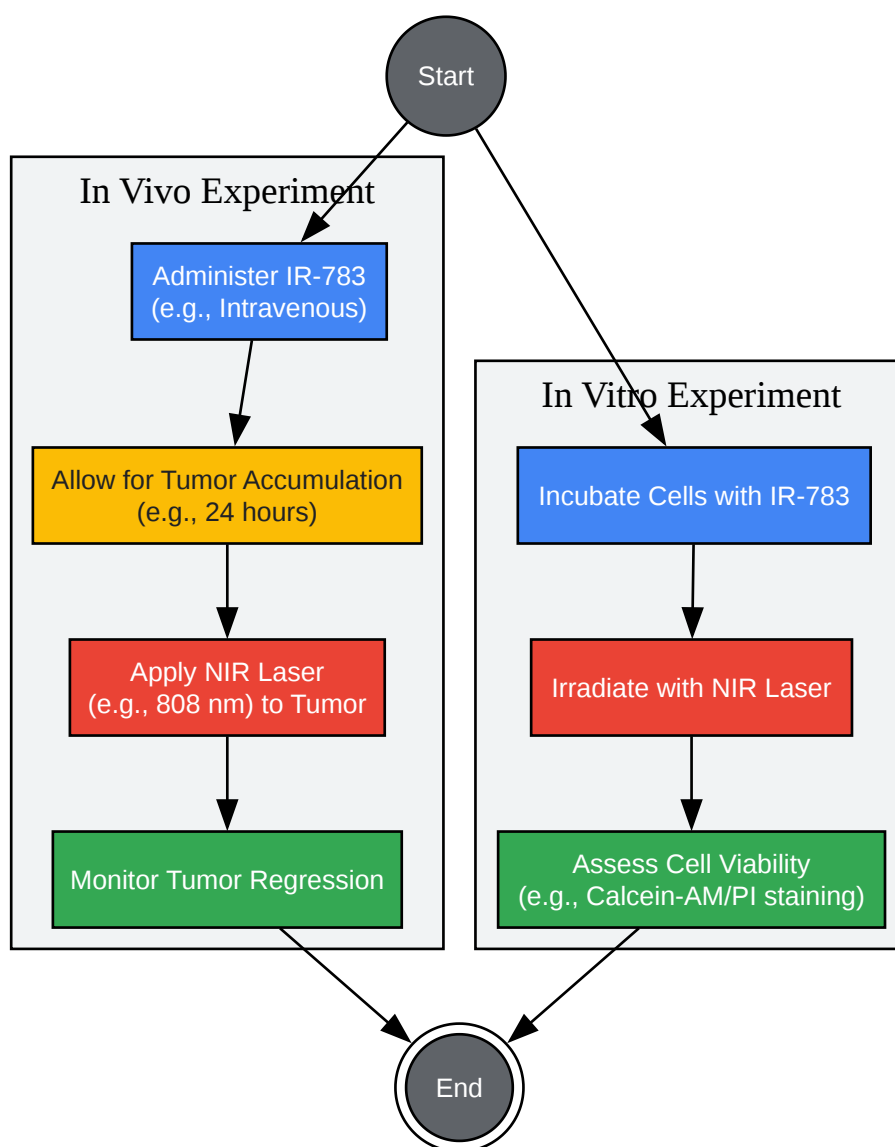 Start
In Vivo Experiment
Administer IR-783
(e.g., Intravenous)
Allow for Tumor Accumulation
(e.g., 24 hours)
Apply NIR Laser
(e.g., 808 nm) to Tumor
Monitor Tumor Regression
In Vitro Experiment
Incubate Cells with IR-783
Irradiate with NIR Laser
Assess Cell Viability
(e.g., Calcein-AM/PI staining)
End